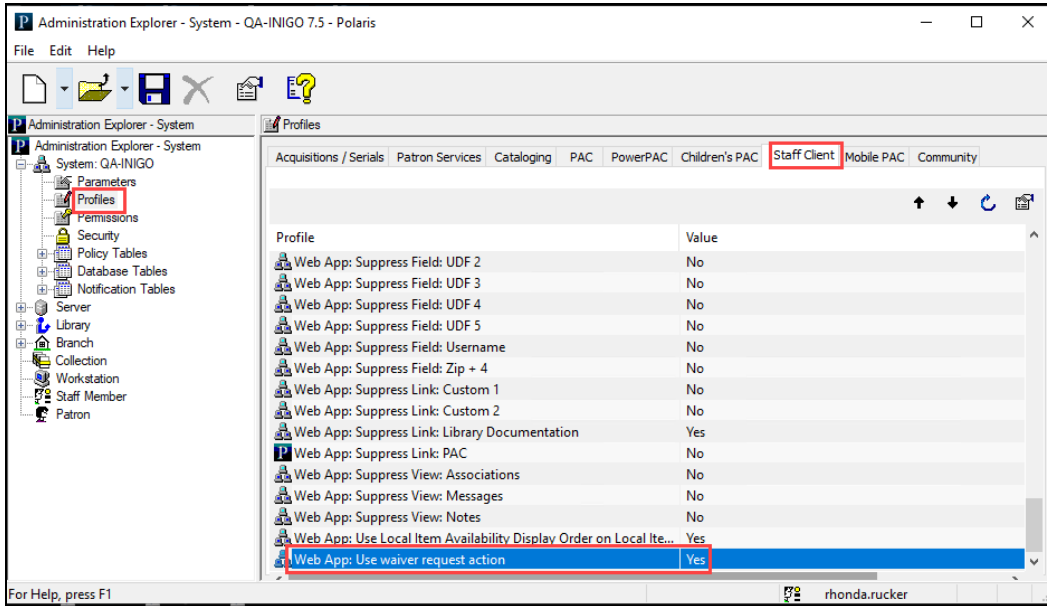 Administration Explorer - System - QA-INIGO 7.5 - Polaris
File Edit Help
Administration Explorer - System
Administration Explorer - System
System: QA-INIGO
Parameters
Profiles
Permissions
Security
Policy Tables
Database Tables
Notification Tables
Server
Library
Branch
Collection
Workstation
Staff Member
Patron
Profiles
Acquisitions / Serials Patron Services Cataloging PAC PowerPAC Children's PAC Staff Client Mobile PAC Community
Profile Value
Web App: Suppress Field: UDF 2 No
Web App: Suppress Field: UDF 3 No
Web App: Suppress Field: UDF 4 No
Web App: Suppress Field: UDF 5 No
Web App: Suppress Field: Username No
Web App: Suppress Field: Zip + 4 No
Web App: Suppress Link: Custom 1 No
Web App: Suppress Link: Custom 2 No
Web App: Suppress Link: Library Documentation Yes
Web App: Suppress Link: PAC No
Web App: Suppress View: Associations No
Web App: Suppress View: Messages No
Web App: Suppress View: Notes No
Web App: Use Local Item Availability Display Order on Local Ite... Yes
Web App: Use waiver request action Yes
For Help, press F1 rhonda.rucker